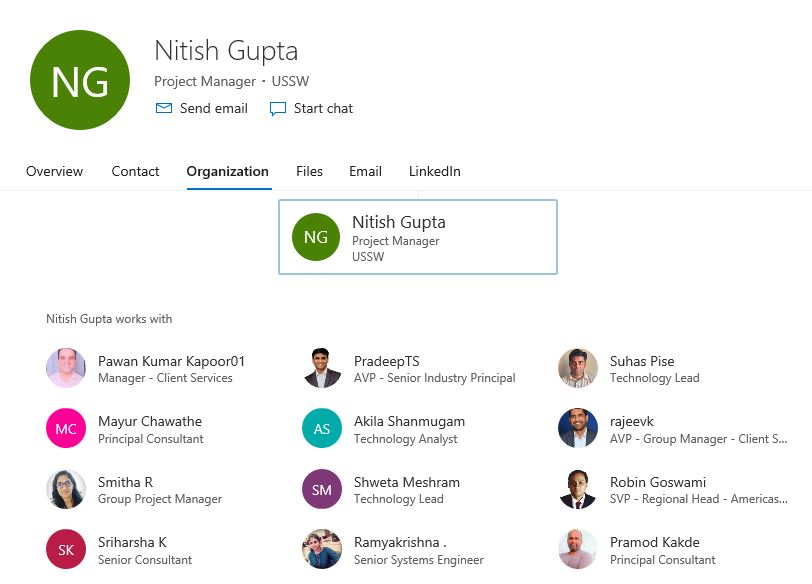 NG
Nitish Gupta
Project Manager · USSW
Send email Start chat
Overview Contact Organization Files Email LinkedIn
NG
Nitish Gupta
Project Manager
USSW
Nitish Gupta works with
Pawan Kumar Kapoor01
Manager - Client Services
PradeepTS
AVP - Senior Industry Principal
Suhas Pise
Technology Lead
MC
Mayur Chawathe
Principal Consultant
AS
Akila Shanmugam
Technology Analyst
rajeevk
AVP - Group Manager - Client S...
Smitha R
Group Project Manager
SM
Shweta Meshram
Technology Lead
Robin Goswami
SVP - Regional Head - Americas...
SK
Sriharsha K
Senior Consultant
Ramyakrishna .
Senior Systems Engineer
Pramod Kakde
Principal Consultant